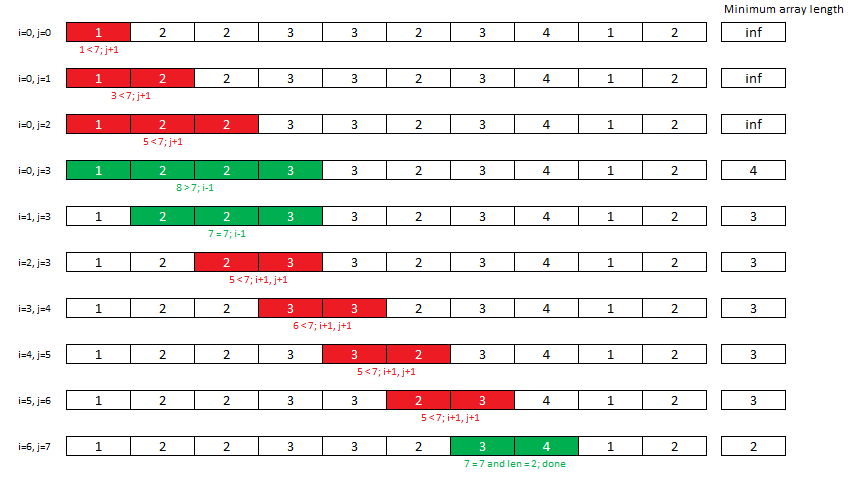 Minimum array length
i=0, j=0 1 2 2 3 3 2 3 4 1 2 inf
1 < 7; j+1
i=0, j=1 1 2 2 3 3 2 3 4 1 2 inf
3 < 7; j+1
i=0, j=2 1 2 2 3 3 2 3 4 1 2 inf
5 < 7; j+1
i=0, j=3 1 2 2 3 3 2 3 4 1 2 4
8 > 7; i-1
i=1, j=3 1 2 2 3 3 2 3 4 1 2 3
7 = 7; i-1
i=2, j=3 1 2 2 3 3 2 3 4 1 2 3
5 < 7; i+1, j+1
i=3, j=4 1 2 2 3 3 2 3 4 1 2 3
6 < 7; i+1, j+1
i=4, j=5 1 2 2 3 3 2 3 4 1 2 3
5 < 7; i+1, j+1
i=5, j=6 1 2 2 3 3 2 3 4 1 2 3
5 < 7; i+1, j+1
i=6, j=7 1 2 2 3 3 2 3 4 1 2 2
7 = 7 and len = 2; done